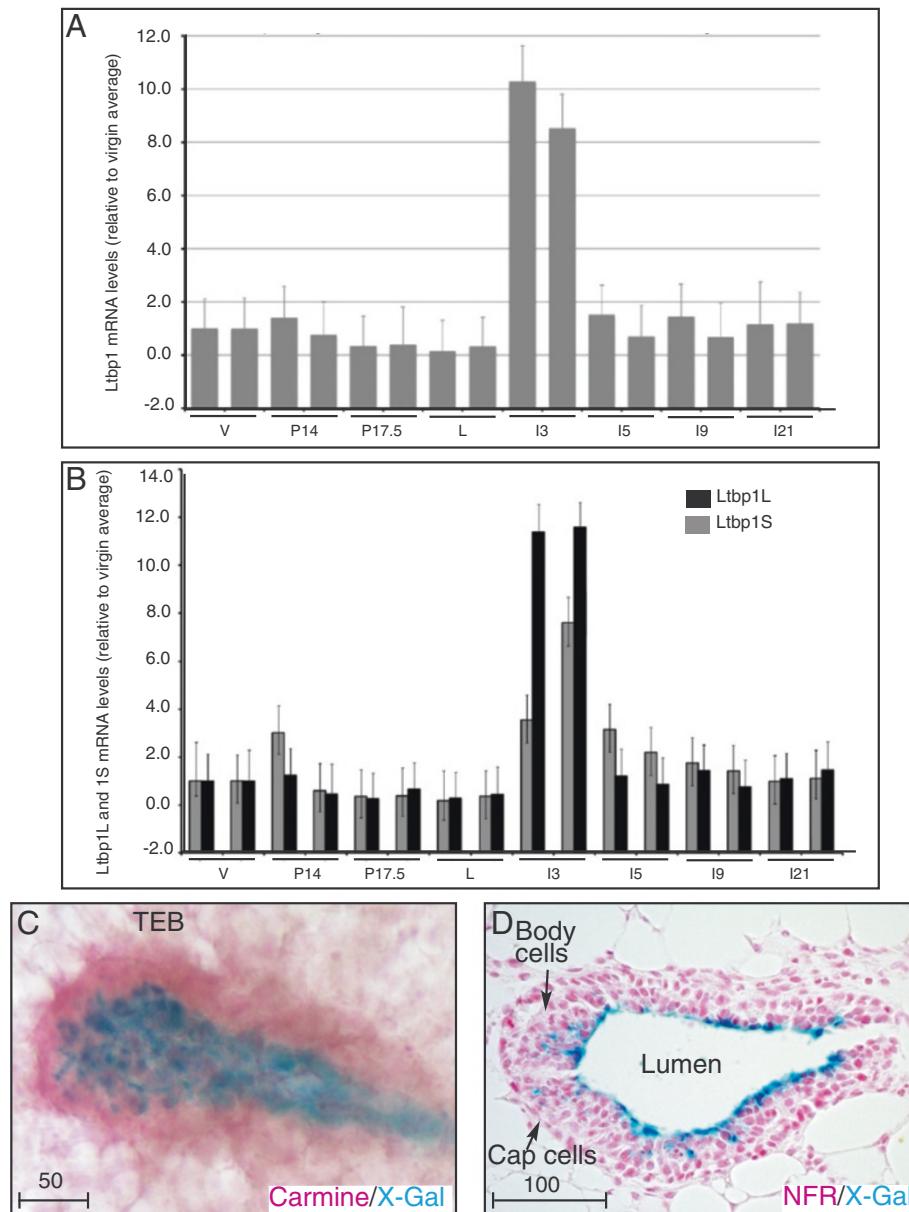 A
Ltbp1 mRNA levels (relative to virgin average)
12.0
10.0
8.0
6.0
4.0
2.0
0.0
-2.0
V P14 P17.5 L I3 I5 I9 I21
B
Ltbp1L and 1S mRNA levels (relative to virgin average)
14.0
12.0
10.0
8.0
6.0
4.0
2.0
0.0
-2.0
Ltbp1L
Ltbp1S
V P14 P17.5 L I3 I5 I9 I21
C
TEB
50
Carmine/X-Gal
D
Body
cells
Lumen
Cap cells
100
NFR/X-Gal